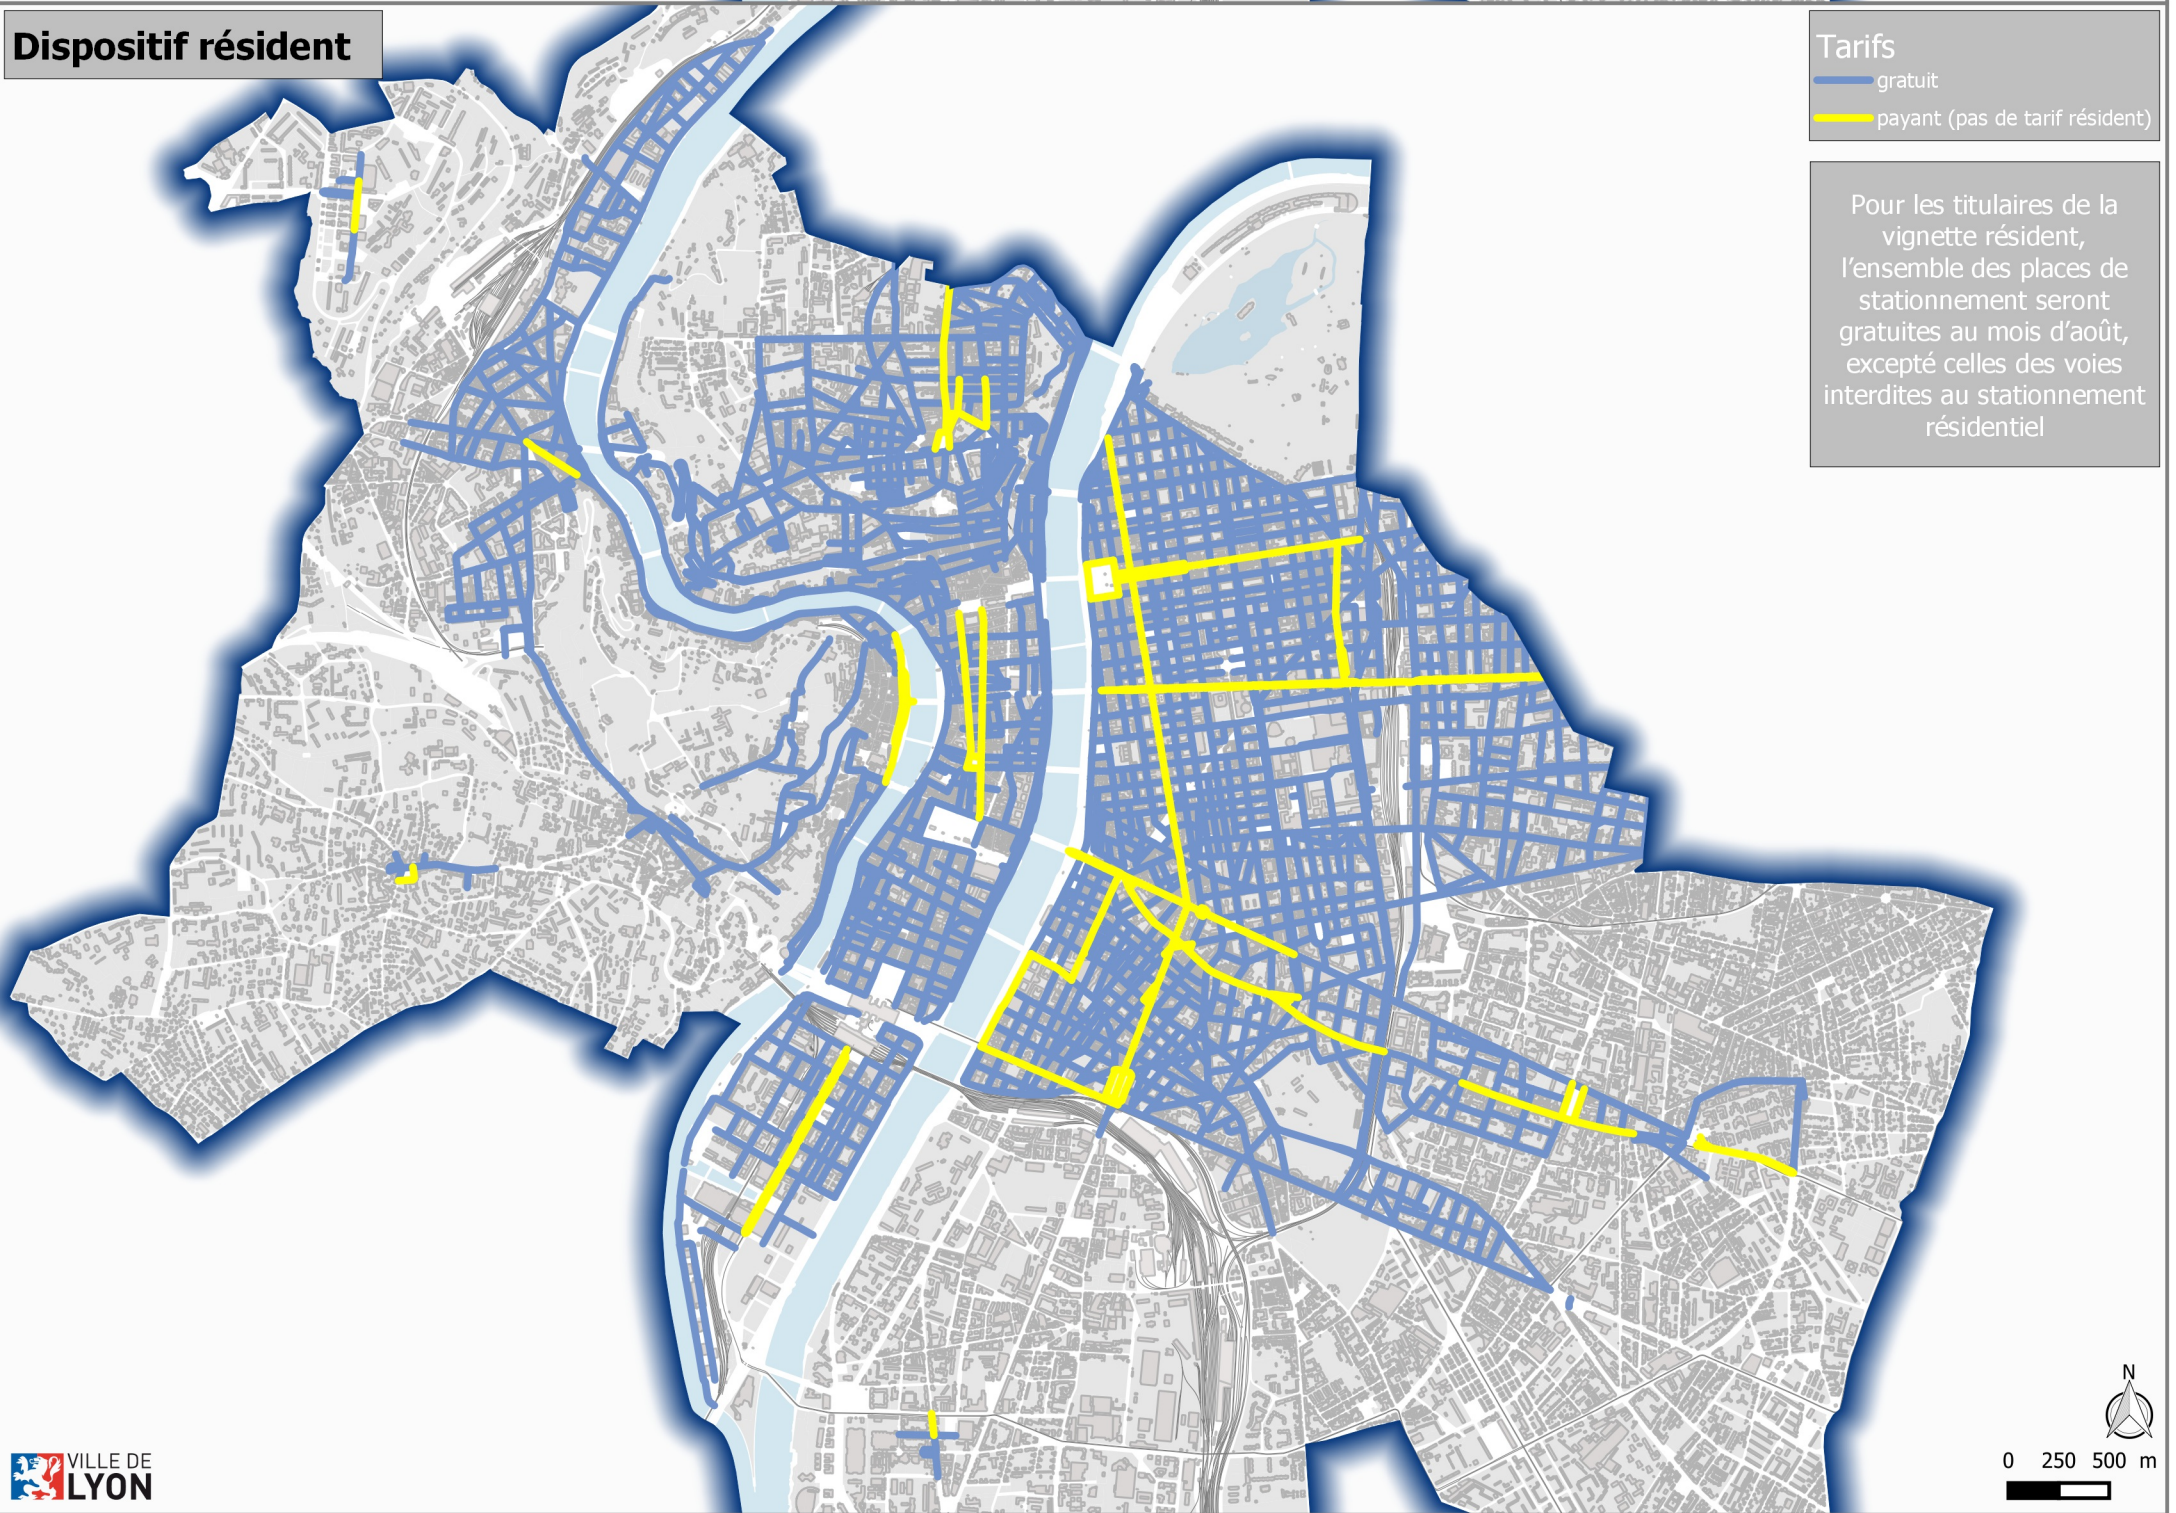 Dispositif résident
Tarifs
gratuit
payant (pas de tarif résident)
Pour les titulaires de la
vignette résident,
l'ensemble des places de
stationnement seront
gratuites au mois d'août,
excepté celles des voies
interdites au stationnement
résidentiel
N
0 250 500 m
VILLE DE
LYON